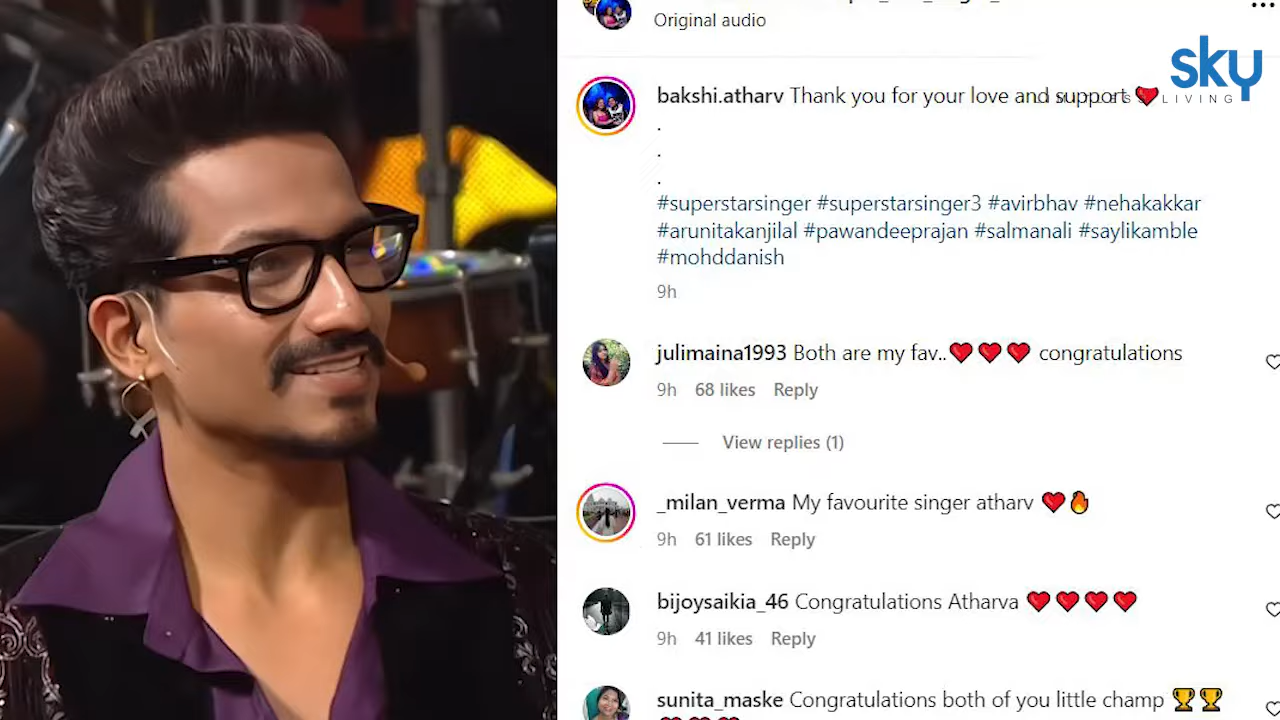 Original audio
sky
LIVING
bakshi.atharv Thank you for your love and support ❤️
.
.
.
#superstarsinger #superstarsinger3 #avirbhav #nehakakkar
#arunitakanjilal #pawandeeprajan #salmanali #saylikamble
#mohddanish
9h
julimaina1993 Both are my fav..❤️❤️❤️ congratulations
9h 68 likes Reply
View replies (1)
_milan_verma My favourite singer atharv ❤️🔥
9h 61 likes Reply
bijoysaikia_46 Congratulations Atharva ❤️❤️❤️❤️
9h 41 likes Reply
sunita_maske Congratulations both of you little champ 🏆🏆